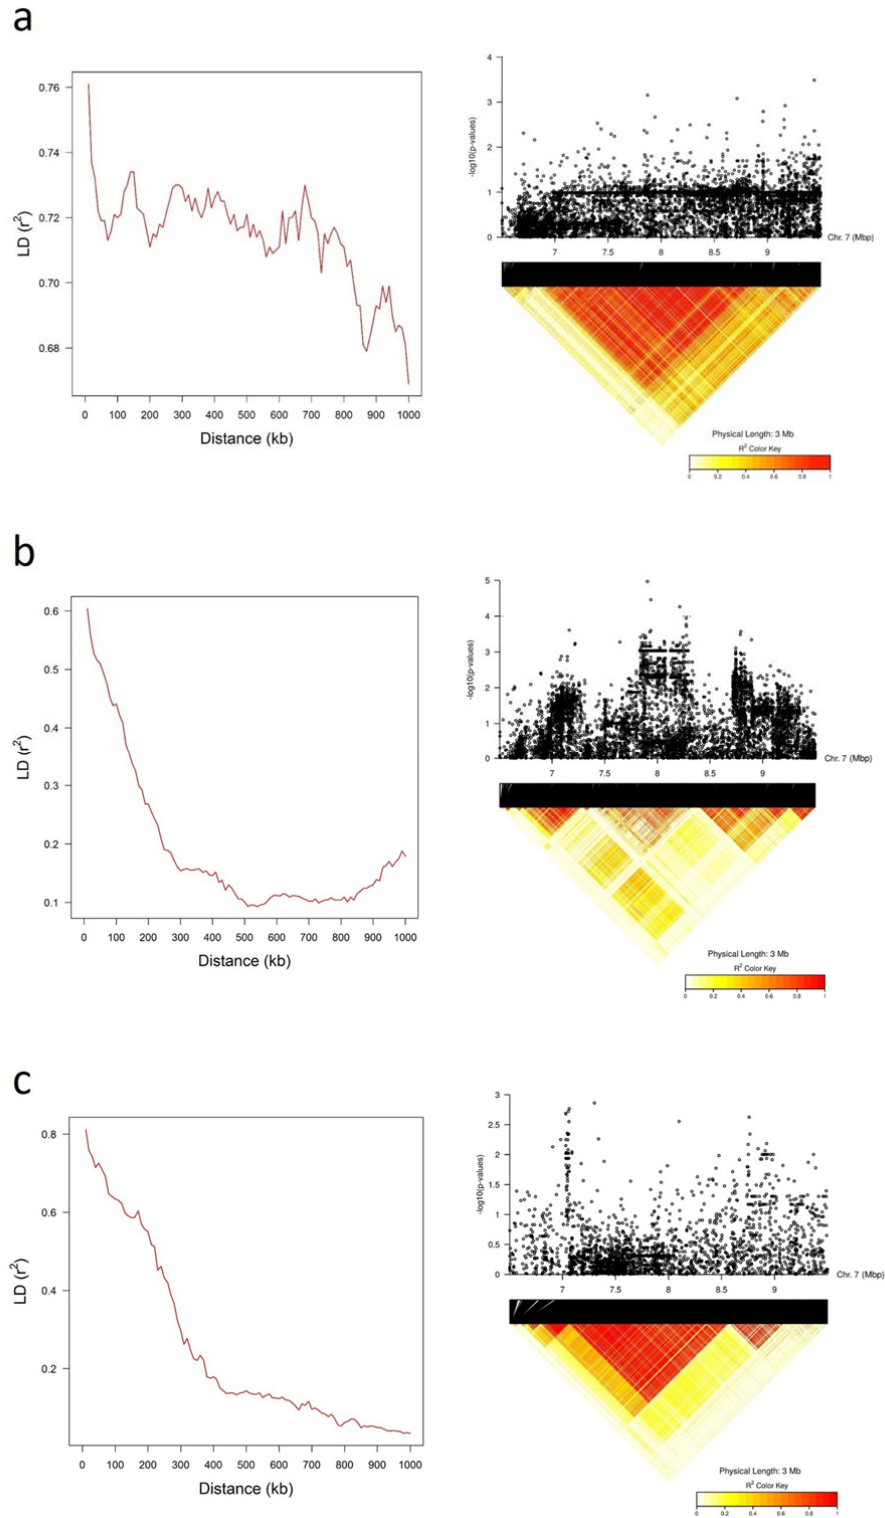 a
LD (r²)
0.76
0.74
0.72
0.70
0.68
0 100 200 300 400 500 600 700 800 900 1000
Distance (kb)
-log10(p-values)
4
3
2
1
0
7 7.5 8 8.5 9
Chr. 7 (Mbp)
Physical Length: 3 Mb
R² Color Key
0 0.2 0.4 0.6 0.8 1
b
LD (r²)
0.6
0.5
0.4
0.3
0.2
0.1
0 100 200 300 400 500 600 700 800 900 1000
Distance (kb)
-log10(p-values)
5
4
3
2
1
0
7 7.5 8 8.5 9
Chr. 7 (Mbp)
Physical Length: 3 Mb
R² Color Key
0 0.2 0.4 0.6 0.8 1
c
LD (r²)
0.8
0.6
0.4
0.2
0 100 200 300 400 500 600 700 800 900 1000
Distance (kb)
-log10(p-values)
3
2.5
2
1.5
1
0.5
0
7 7.5 8 8.5 9
Chr. 7 (Mbp)
Physical Length: 3 Mb
R² Color Key
0 0.2 0.4 0.6 0.8 1